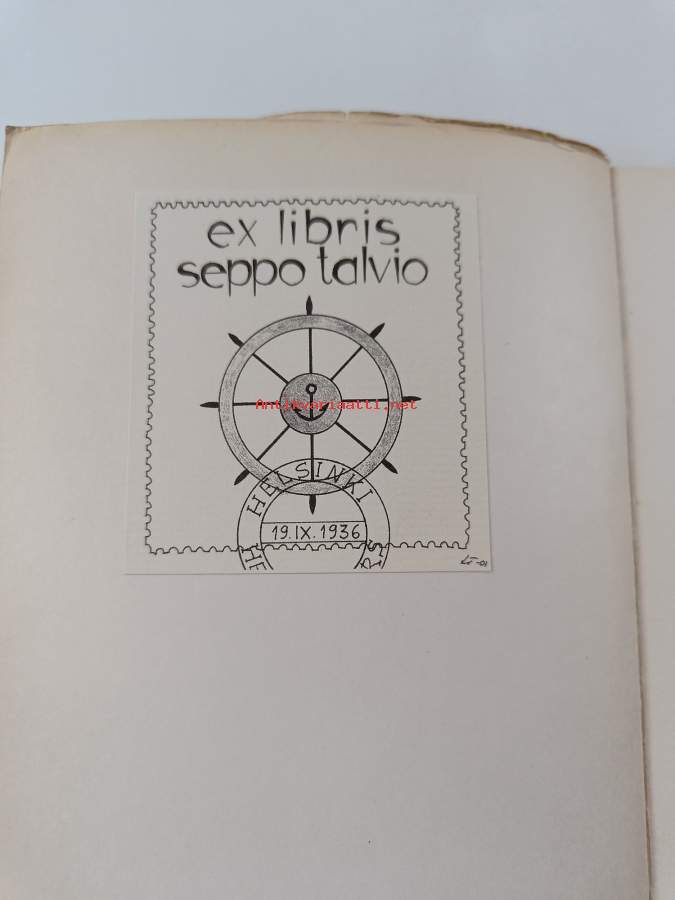 ex libris
seppo talvio
Antikvariaatti.net
HELSINKI
19.IX.1936